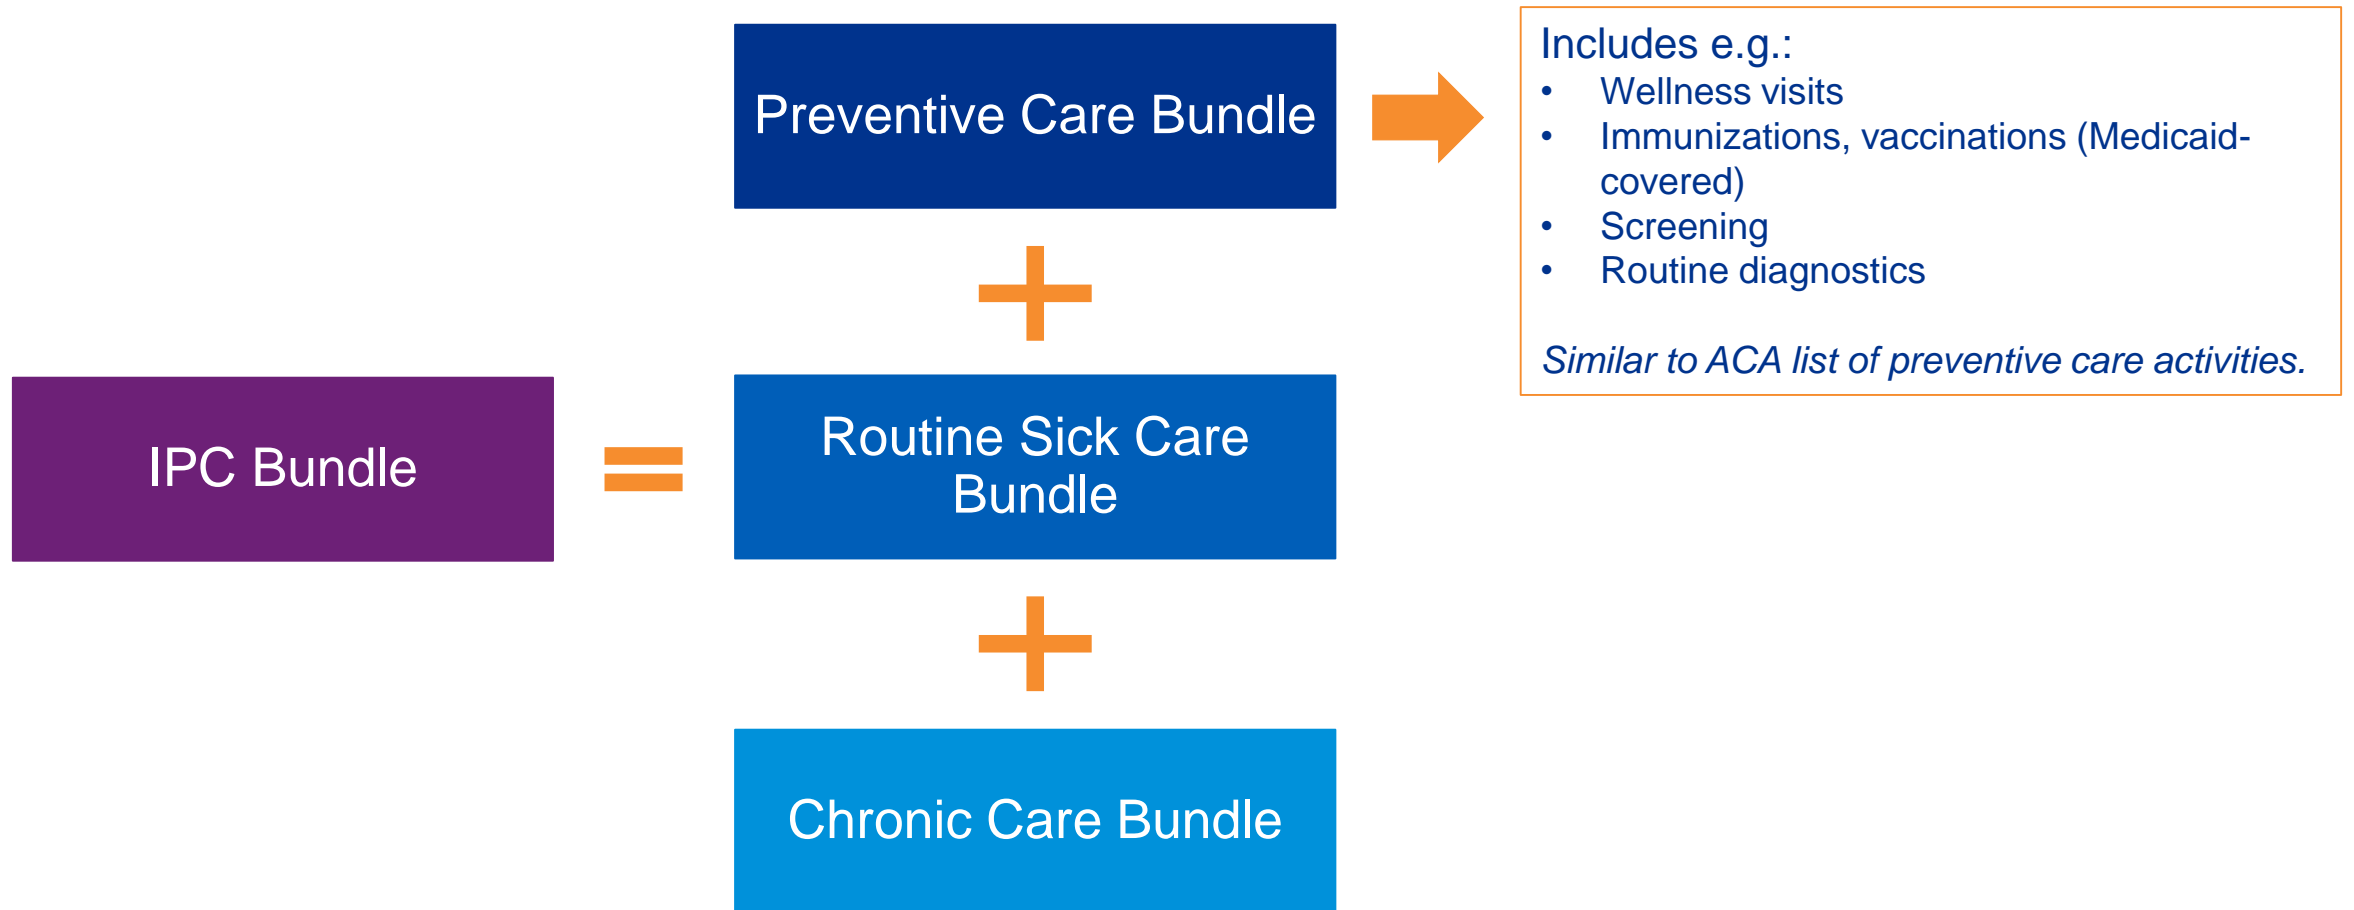 Preventive Care Bundle
Includes e.g.:
• Wellness visits
• Immunizations, vaccinations (Medicaid-
covered)
• Screening
• Routine diagnostics
Similar to ACA list of preventive care activities.
IPC Bundle
Routine Sick Care
Bundle
Chronic Care Bundle